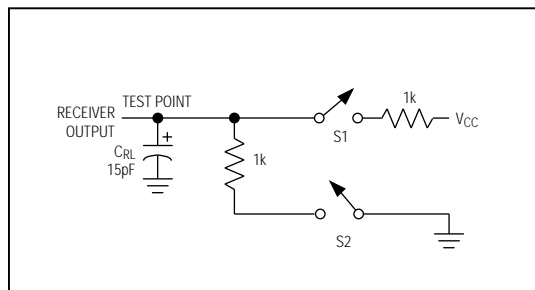 TEST POINT
RECEIVER
OUTPUT
+
CRL
15pF
1k
S1
1k
VCC
S2